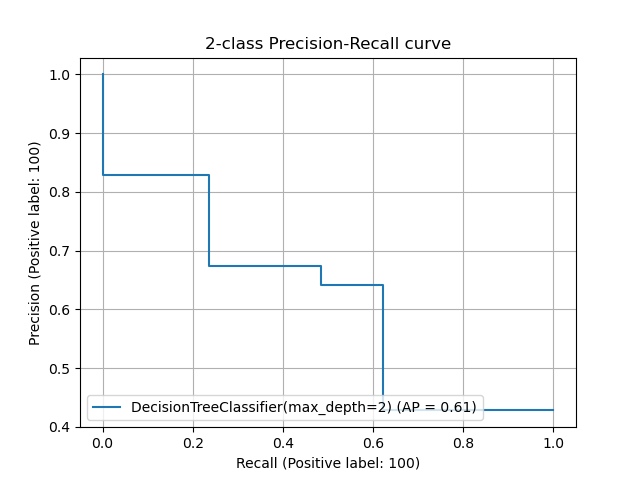 2-class Precision-Recall curve
1.0
0.9
0.8
0.7
0.6
0.5
0.4
Precision (Positive label: 100)
DecisionTreeClassifier(max_depth=2) (AP = 0.61)
0.0 0.2 0.4 0.6 0.8 1.0
Recall (Positive label: 100)